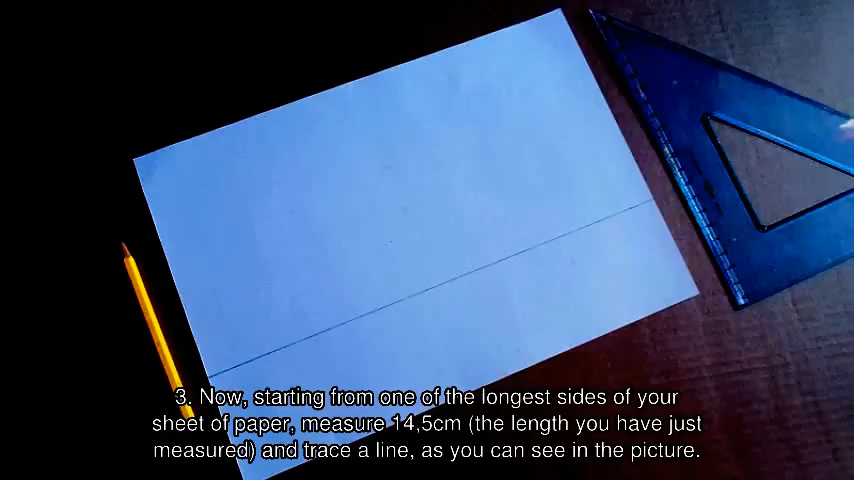 3. Now, starting from one of the longest sides of your
sheet of paper, measure 14,5cm (the length you have just
measured) and trace a line, as you can see in the picture.